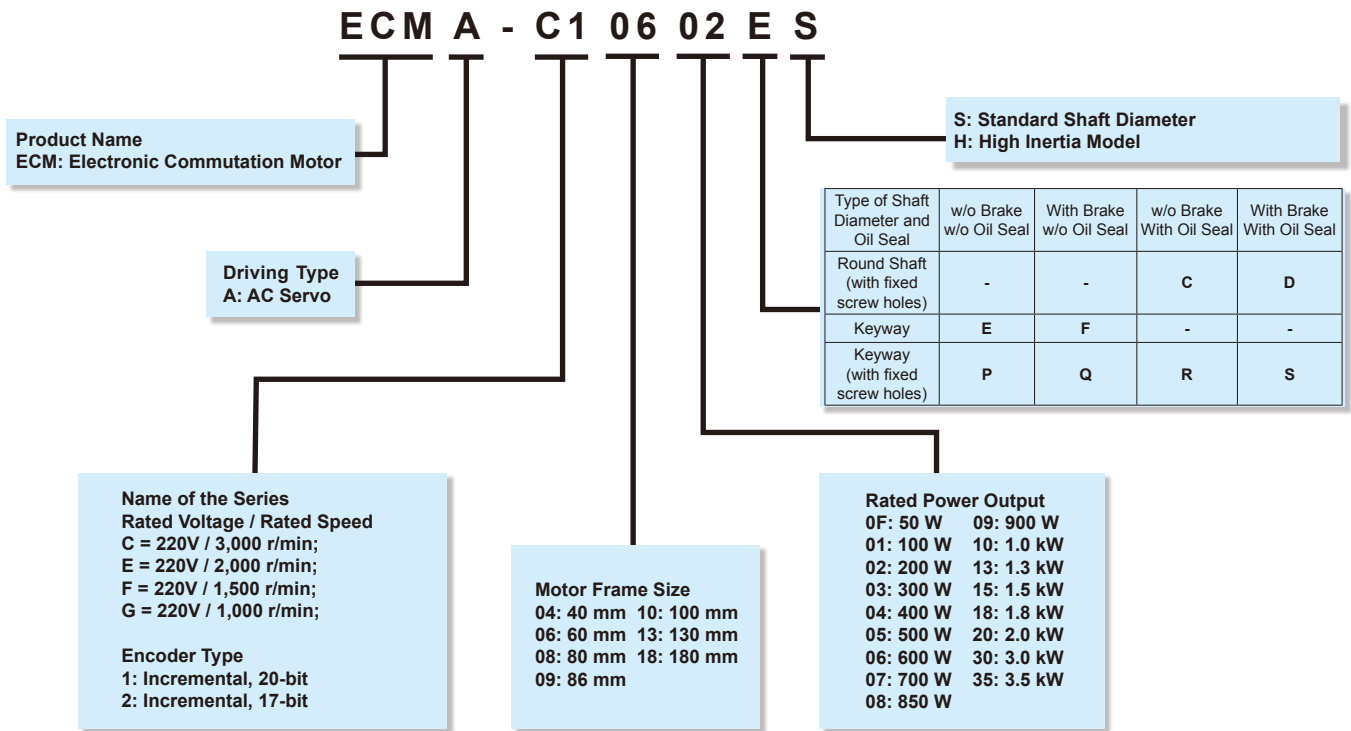 ECM A - C1 06 02 E S
Product Name
ECM: Electronic Commutation Motor
S: Standard Shaft Diameter
H: High Inertia Model
Driving Type
A: AC Servo
Type of Shaft
Diameter and
Oil Seal
w/o Brake
w/o Oil Seal
With Brake
w/o Oil Seal
w/o Brake
With Oil Seal
With Brake
With Oil Seal
Round Shaft
(with fixed
screw holes)
-
-
C
D
Keyway
E
F
-
-
Keyway
(with fixed
screw holes)
P
Q
R
S
Name of the Series
Rated Voltage / Rated Speed
C = 220V / 3,000 r/min;
E = 220V / 2,000 r/min;
F = 220V / 1,500 r/min;
G = 220V / 1,000 r/min;
Encoder Type
1: Incremental, 20-bit
2: Incremental, 17-bit
Motor Frame Size
04: 40 mm 10: 100 mm
06: 60 mm 13: 130 mm
08: 80 mm 18: 180 mm
09: 86 mm
Rated Power Output
0F: 50 W 09: 900 W
01: 100 W 10: 1.0 kW
02: 200 W 13: 1.3 kW
03: 300 W 15: 1.5 kW
04: 400 W 18: 1.8 kW
05: 500 W 20: 2.0 kW
06: 600 W 30: 3.0 kW
07: 700 W 35: 3.5 kW
08: 850 W